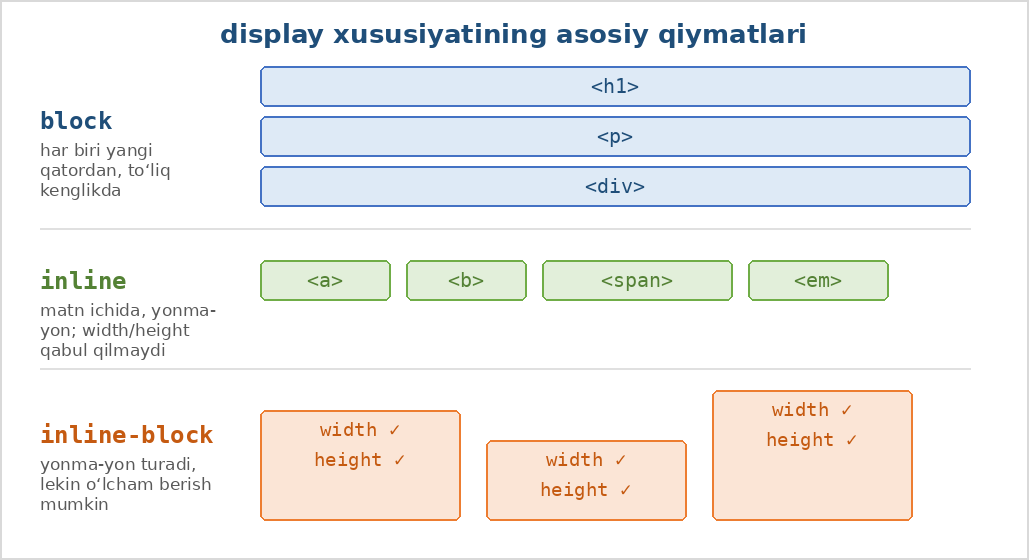 display xususiyatining asosiy qiymatlari
<h1>
block
<p>
har biri yangi
qatordan, to‘liq
kenglikda
<div>
inline
<a> <b> <span> <em>
matn ichida, yonma-
yon; width/height
qabul qilmaydi
inline-block
yonma-yon turadi,
lekin o‘lcham berish
mumkin
width ✓
height ✓
width ✓
height ✓
width ✓
height ✓